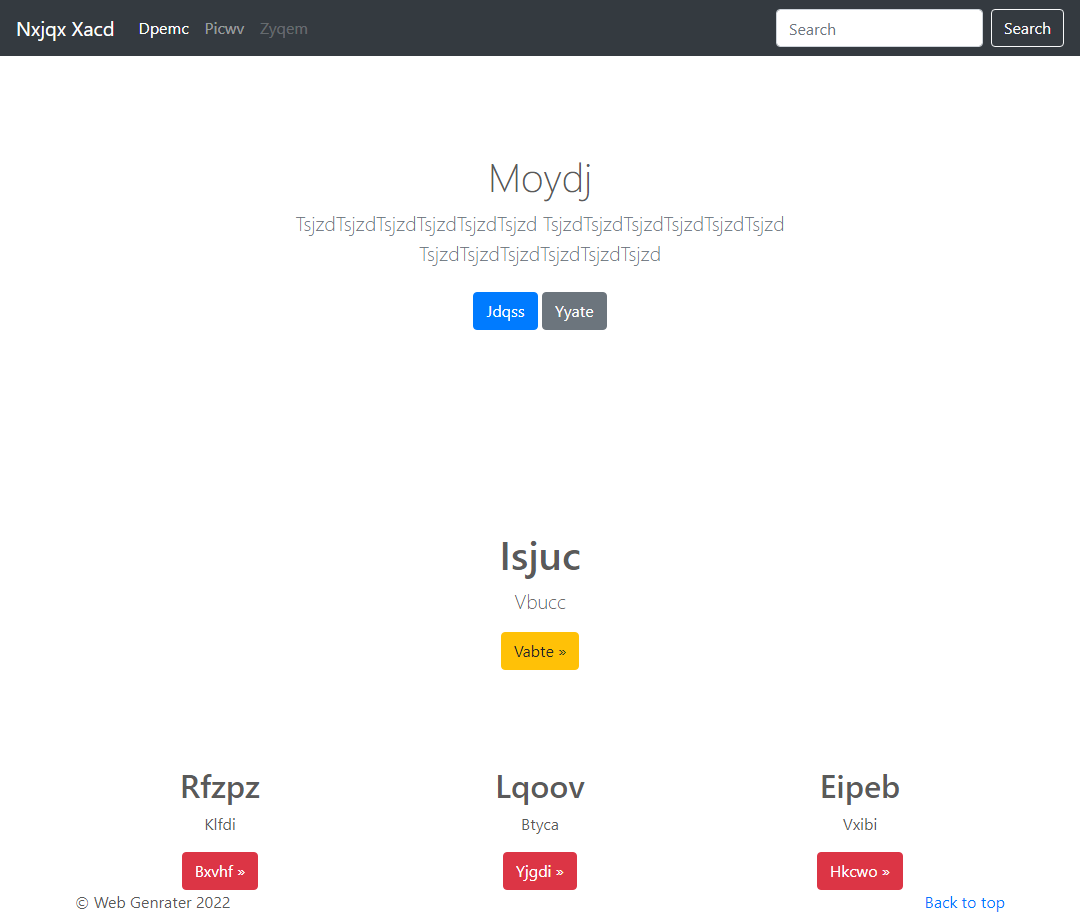 Nxjqx Xacd Dpemc Picwv Zyqem Search Search
Moydj
TsjzdTsjzdTsjzdTsjzdTsjzdTsjzd TsjzdTsjzdTsjzdTsjzdTsjzdTsjzd
TsjzdTsjzdTsjzdTsjzdTsjzdTsjzd
Jdqss Yyate
Isjuc
Vbucc
Vabte »
Rfzpz Lqoov Eipeb
Klfdi Btyca Vxibi
Bxvhf » Yjgdi » Hkcwo »
© Web Genrater 2022 Back to top